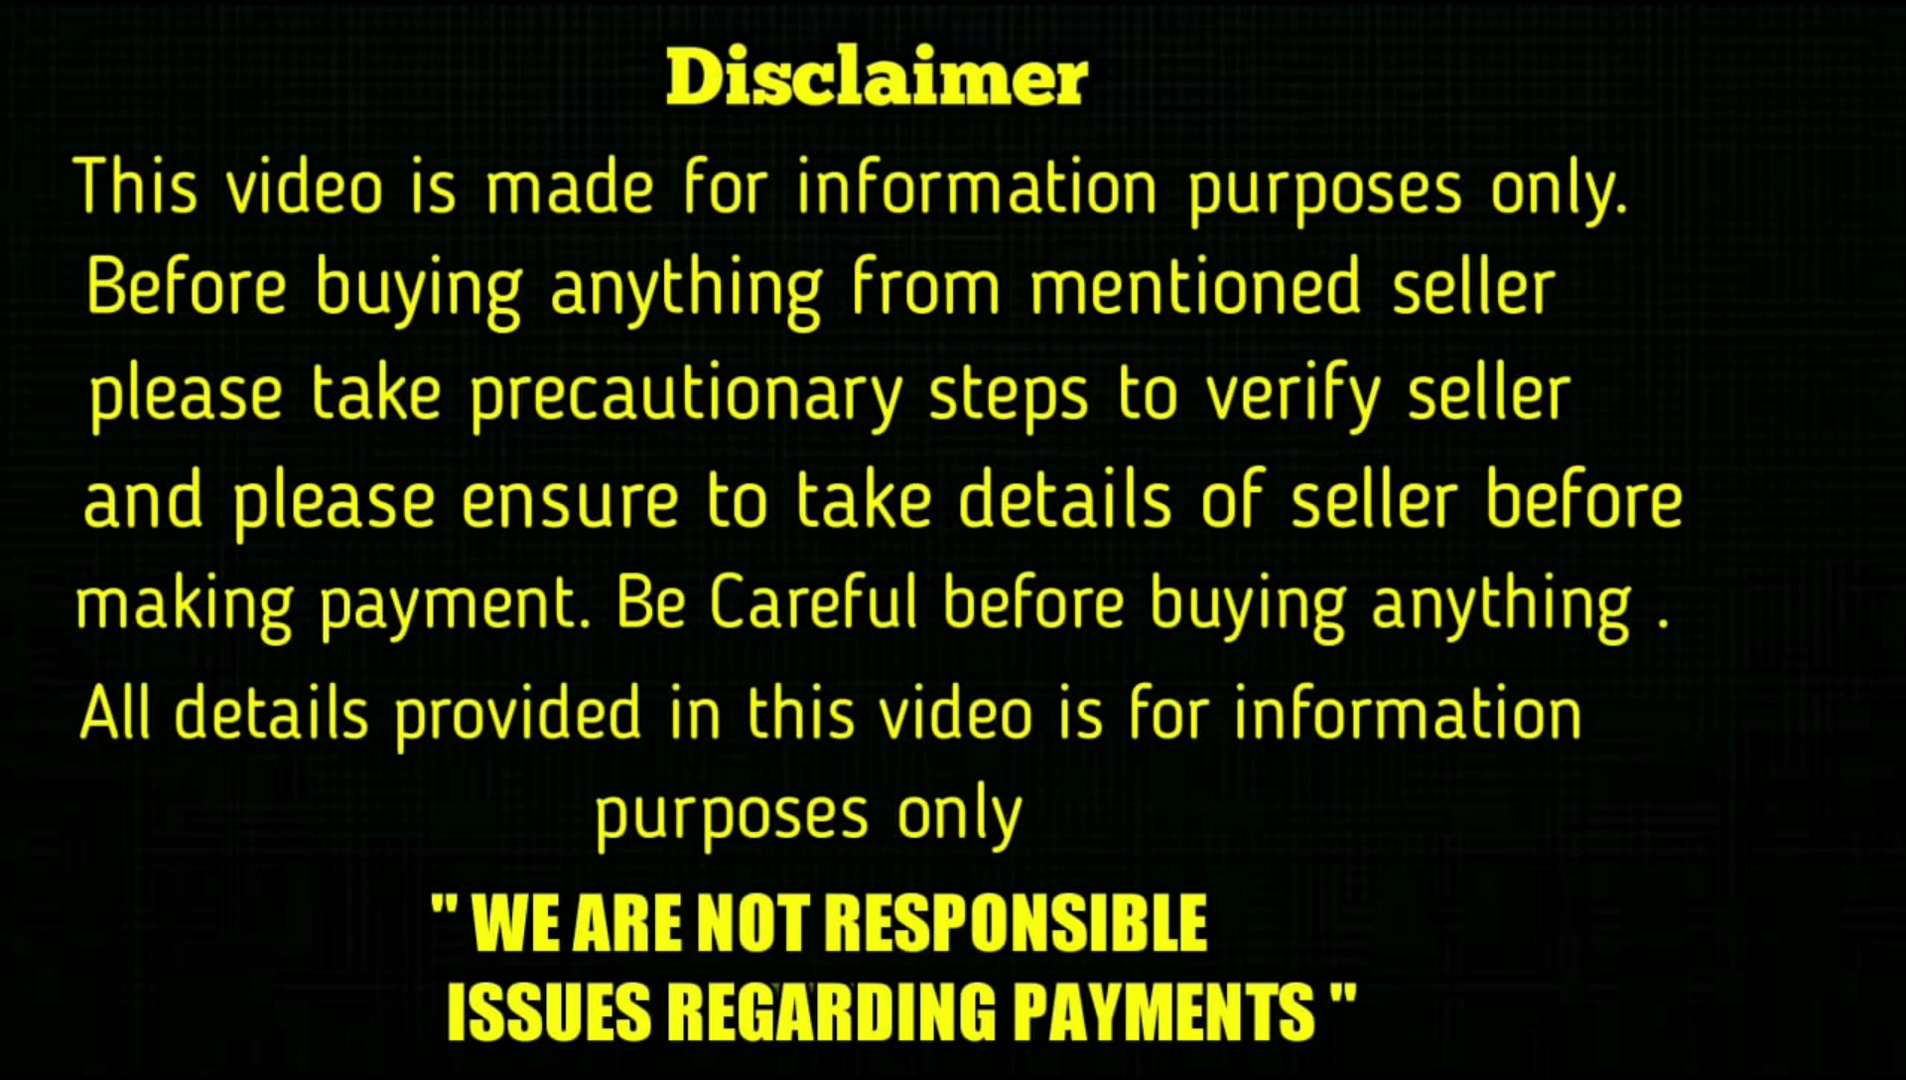 Disclaimer
This video is made for information purposes only.
Before buying anything from mentioned seller
please take precautionary steps to verify seller
and please ensure to take details of seller before
making payment. Be Careful before buying anything .
All details provided in this video is for information
purposes only
" WE ARE NOT RESPONSIBLE
ISSUES REGARDING PAYMENTS "